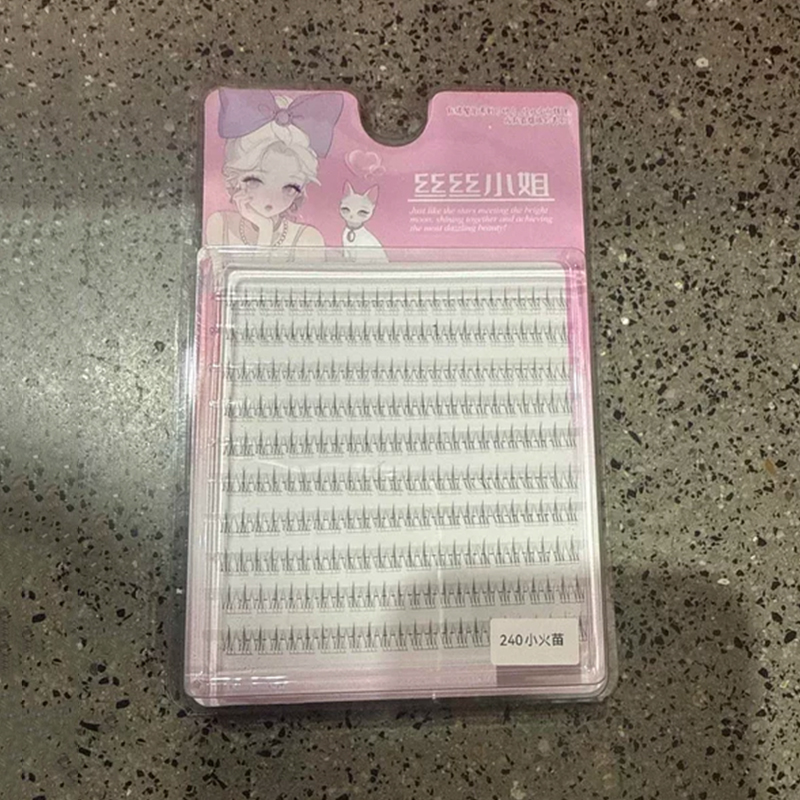 丝丝小姐
Just like the stars meeting the bright
moon, shining together and achieving
the most dazzling beauty!
240小火苗